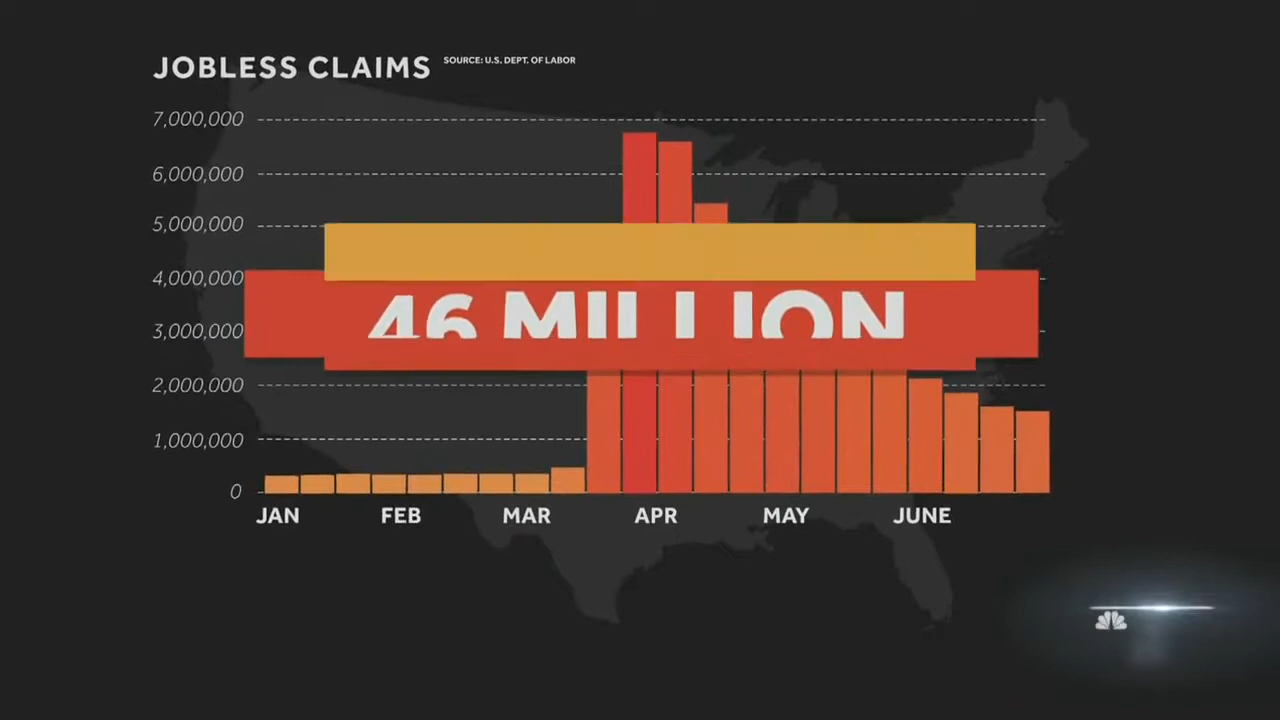 JOBLESS CLAIMS SOURCE: U.S. DEPT. OF LABOR
7,000,000
6,000,000
5,000,000
4,000,000
46 MILLION
3,000,000
2,000,000
1,000,000
0
JAN FEB MAR APR MAY JUNE